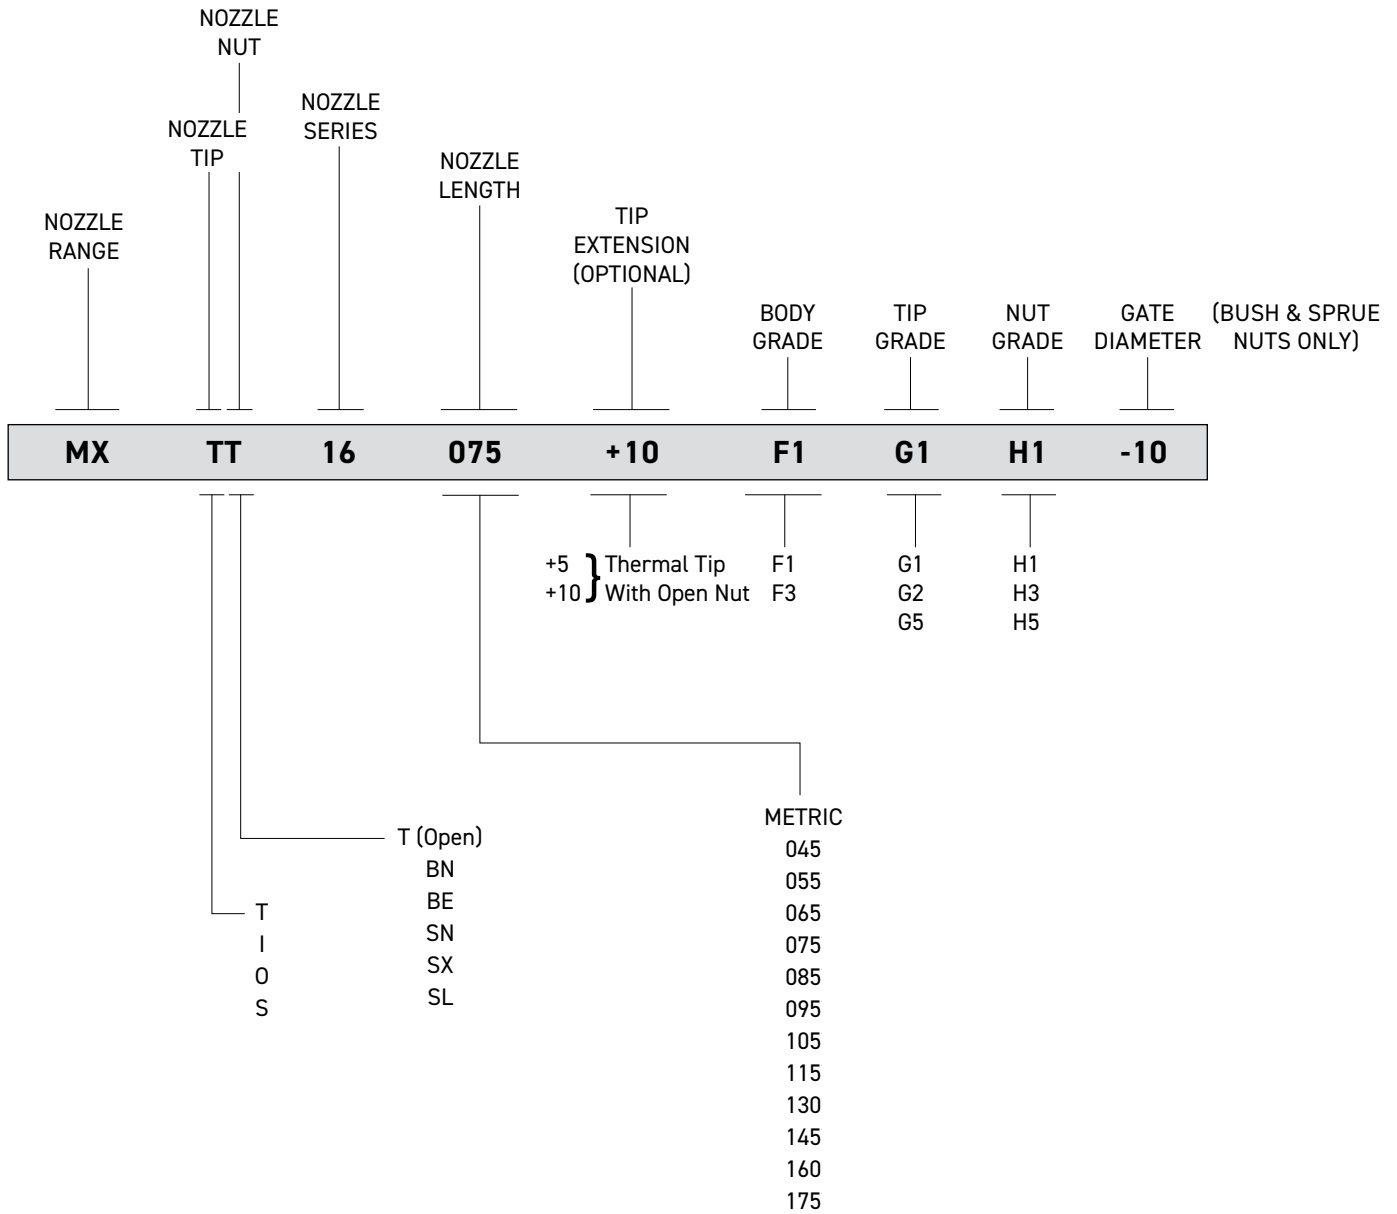 NOZZLE
NUT
NOZZLE
SERIES
NOZZLE
TIP
NOZZLE
LENGTH
NOZZLE
RANGE
TIP
EXTENSION
(OPTIONAL)
BODY
GRADE
TIP
GRADE
NUT
GRADE
GATE
DIAMETER
(BUSH & SPRUE
NUTS ONLY)
MX TT 16 075 +10 F1 G1 H1 -10
+5 } Thermal Tip
+10 } With Open Nut
F1
F3
G1
G2
G5
H1
H3
H5
T (Open)
BN
BE
SN
SX
SL
T
I
O
S
METRIC
045
055
065
075
085
095
105
115
130
145
160
175